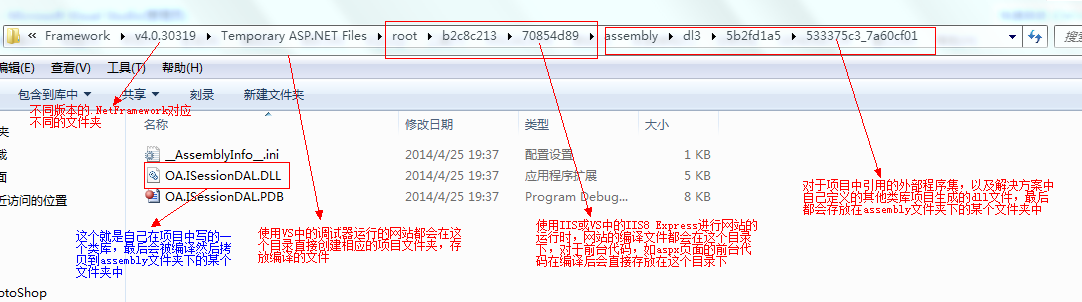 « Framework ▸ v4.0.30319 ▸ Temporary ASP.NET Files ▸ root ▸ b2c8c213 ▸ 70854d89 ▸ assembly ▸ dl3 ▸ 5b2fd1a5 ▸ 533375c3_7a60cf01
搜索
编辑(E) 查看(V) 工具(T) 帮助(H)
包含到库中 共享 刻录 新建文件夹
不同版本的.NetFramework对应
不同的文件夹
名称 修改日期 类型 大小
__AssemblyInfo__.ini 2014/4/25 19:37 配置设置 1 KB
OA.ISessionDAL.DLL 2014/4/25 19:37 应用程序扩展 5 KB
OA.ISessionDAL.PDB 2014/4/25 19:37 Program Debug... 8 KB
近访问的位置
对于项目中引用的外部程序集，以及解决方案中
自己定义的其他类库项目生成的dll文件，最后
都会存放在assembly文件夹下的某个文件夹中
这个就是自己在项目中写的一
个类库，最后会被编译然后拷
贝到assembly文件夹下的某个
文件夹中
使用VS中的调试器运行的网站都会在这
个目录直接创建相应的项目文件夹，存
放编译的文件
使用IIS或VS中的IIS8 Express进行网站的
运行时，网站的编译文件都会在这个目录
下，对于前台代码，如aspx页面的前台代
码在编译后会直接存放在这个目录下
otoShop